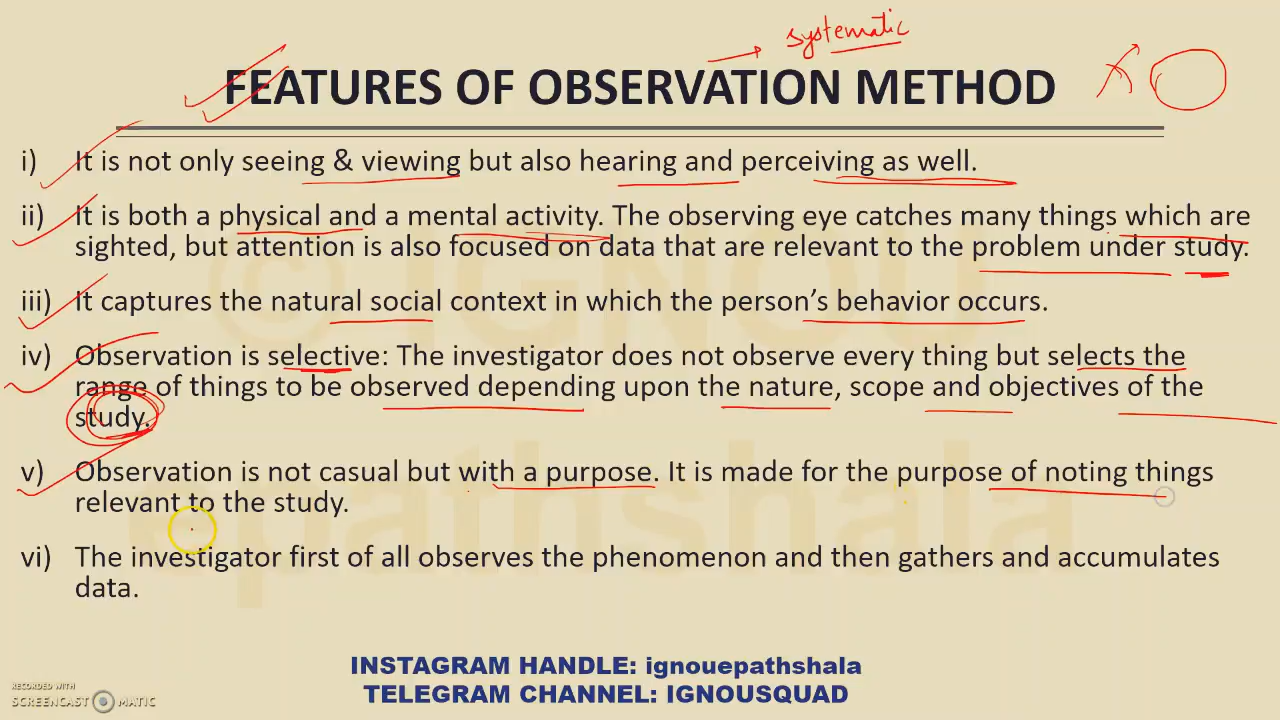 systematic
FEATURES OF OBSERVATION METHOD
i) It is not only seeing & viewing but also hearing and perceiving as well.
ii) It is both a physical and a mental activity. The observing eye catches many things which are
sighted, but attention is also focused on data that are relevant to the problem under study.
iii) It captures the natural social context in which the person's behavior occurs.
iv) Observation is selective: The investigator does not observe every thing but selects the
range of things to be observed depending upon the nature, scope and objectives of the
study.
v) Observation is not casual but with a purpose. It is made for the purpose of noting things
relevant to the study.
vi) The investigator first of all observes the phenomenon and then gathers and accumulates
data.
© IGNOU
epathshala
INSTAGRAM HANDLE: ignouepathshala
TELEGRAM CHANNEL: IGNOUSQUAD
RECORDED WITH
SCREENCAST MATIC